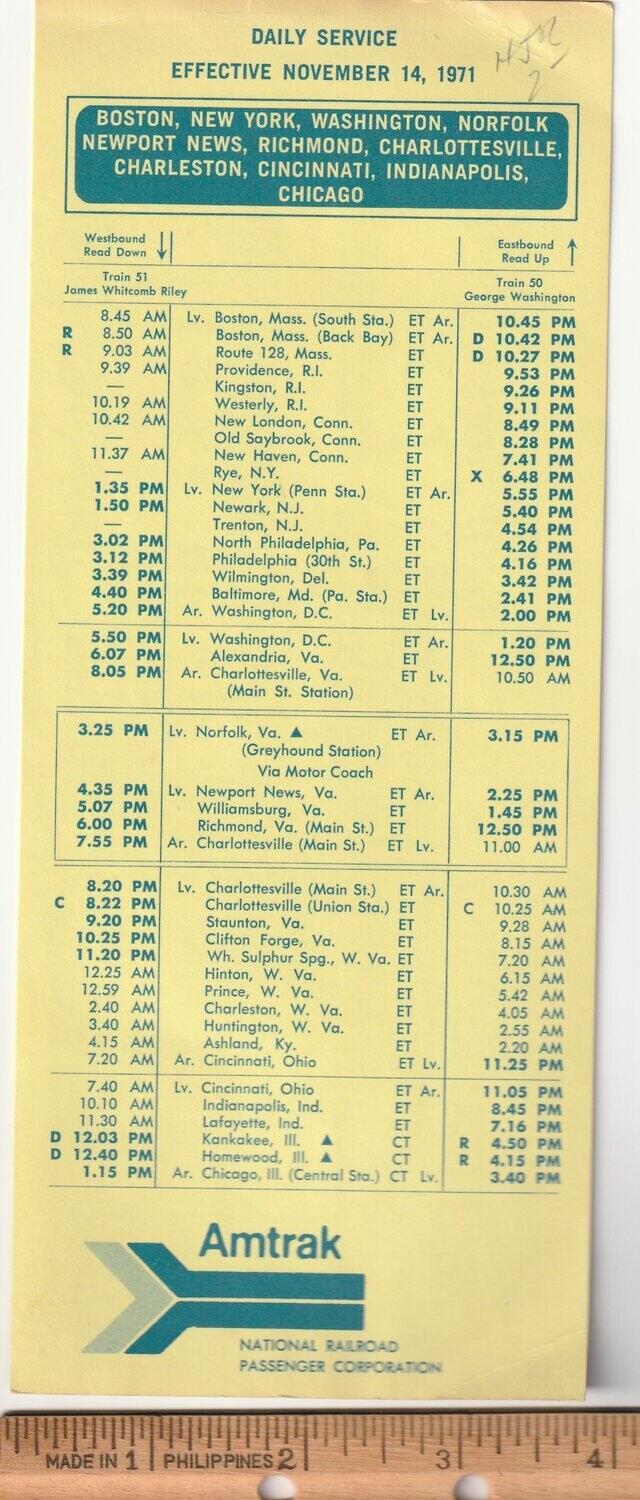 DAILY SERVICE
EFFECTIVE NOVEMBER 14, 1971
BOSTON, NEW YORK, WASHINGTON, NORFOLK
NEWPORT NEWS, RICHMOND, CHARLOTTESVILLE,
CHARLESTON, CINCINNATI, INDIANAPOLIS,
CHICAGO
Westbound Eastbound
Read Down ↓ Read Up ↑
Train 51 Train 50
James Whitcomb Riley George Washington
8.45 AM Lv. Boston, Mass. (South Sta.) ET Ar. 10.45 PM
R 8.50 AM Boston, Mass. (Back Bay) ET Ar. D 10.42 PM
R 9.03 AM Route 128, Mass. ET D 10.27 PM
9.39 AM Providence, R.I. ET 9.53 PM
— Kingston, R.I. ET 9.26 PM
10.19 AM Westerly, R.I. ET 9.11 PM
10.42 AM New London, Conn. ET 8.49 PM
— Old Saybrook, Conn. ET 8.28 PM
11.37 AM New Haven, Conn. ET 7.41 PM
— Rye, N.Y. ET X 6.48 PM
1.35 PM Lv. New York (Penn Sta.) ET Ar. 5.55 PM
1.50 PM Newark, N.J. ET 5.40 PM
— Trenton, N.J. ET 4.54 PM
3.02 PM North Philadelphia, Pa. ET 4.26 PM
3.12 PM Philadelphia (30th St.) ET 4.16 PM
3.39 PM Wilmington, Del. ET 3.42 PM
4.40 PM Baltimore, Md. (Pa. Sta.) ET 2.41 PM
5.20 PM Ar. Washington, D.C. ET Lv. 2.00 PM
5.50 PM Lv. Washington, D.C. ET Ar. 1.20 PM
6.07 PM Alexandria, Va. ET 12.50 PM
8.05 PM Ar. Charlottesville, Va. ET Lv. 10.50 AM
(Main St. Station)
3.25 PM Lv. Norfolk, Va. ▲ ET Ar. 3.15 PM
(Greyhound Station)
Via Motor Coach
4.35 PM Lv. Newport News, Va. ET Ar. 2.25 PM
5.07 PM Williamsburg, Va. ET 1.45 PM
6.00 PM Richmond, Va. (Main St.) ET 12.50 PM
7.55 PM Ar. Charlottesville (Main St.) ET Lv. 11.00 AM
8.20 PM Lv. Charlottesville (Main St.) ET Ar. 10.30 AM
C 8.22 PM Charlottesville (Union Sta.) ET C 10.25 AM
9.20 PM Staunton, Va. ET 9.28 AM
10.25 PM Clifton Forge, Va. ET 8.15 AM
11.20 PM Wh. Sulphur Spg., W. Va. ET 7.20 AM
12.25 AM Hinton, W. Va. ET 6.15 AM
12.59 AM Prince, W. Va. ET 5.42 AM
2.40 AM Charleston, W. Va. ET 4.05 AM
3.40 AM Huntington, W. Va. ET 2.55 AM
4.15 AM Ashland, Ky. ET 2.20 AM
7.20 AM Ar. Cincinnati, Ohio ET Lv. 11.25 PM
7.40 AM Lv. Cincinnati, Ohio ET Ar. 11.05 PM
10.10 AM Indianapolis, Ind. ET 8.45 PM
11.30 AM Lafayette, Ind. ET 7.16 PM
D 12.03 PM Kankakee, Ill. ▲ CT R 4.50 PM
D 12.40 PM Homewood, Ill. ▲ CT R 4.15 PM
1.15 PM Ar. Chicago, Ill. (Central Sta.) CT Lv. 3.40 PM
Amtrak
NATIONAL RAILROAD
PASSENGER CORPORATION
MADE IN 1 PHILIPPINES 2 3 4